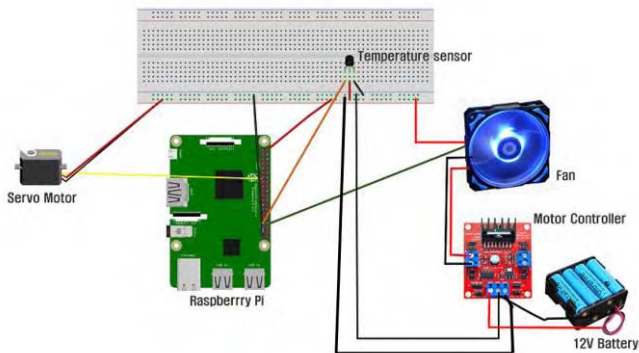 Temperature sensor
Servo Motor
Fan
Motor Controller
Raspberrry Pi
12V Battery